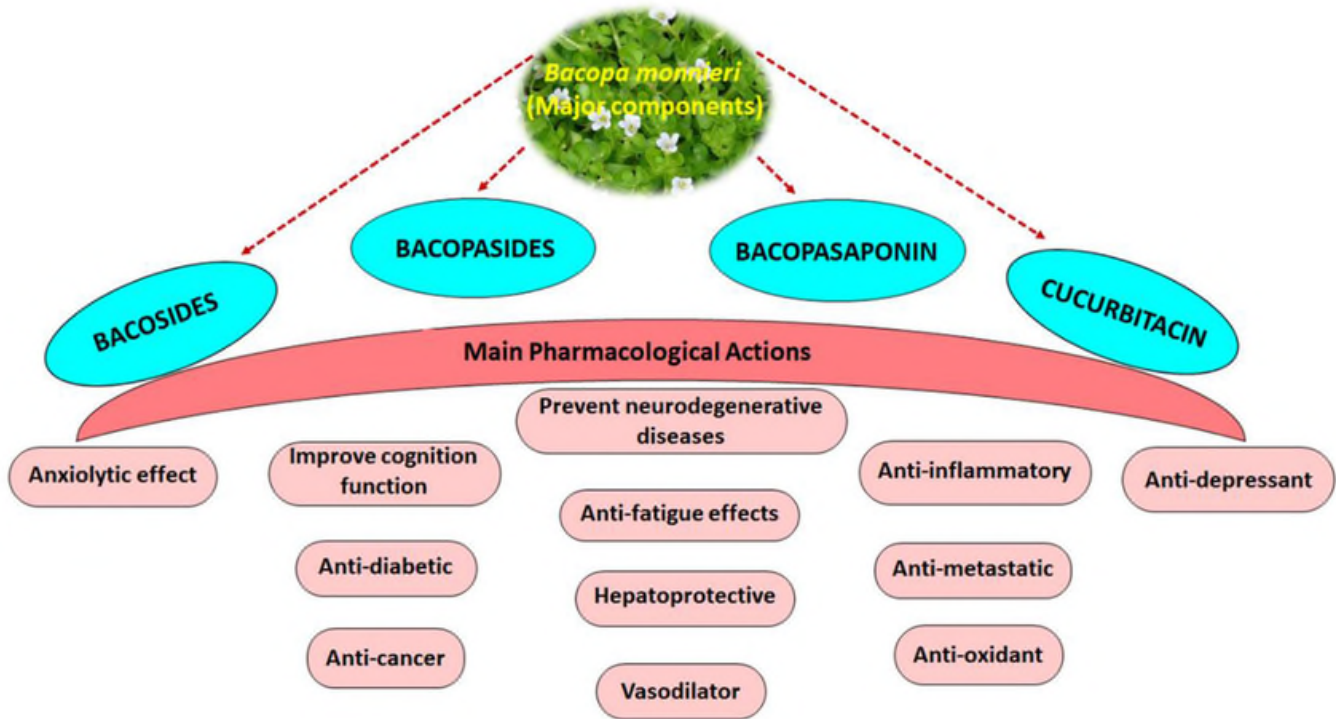 Bacopa monnieri
(Major components)
BACOPASIDES
BACOPASAPONIN
BACOSIDES
CUCURBITACIN
Main Pharmacological Actions
Prevent neurodegenerative
diseases
Anxiolytic effect
Improve cognition
function
Anti-inflammatory
Anti-depressant
Anti-fatigue effects
Anti-diabetic
Anti-metastatic
Hepatoprotective
Anti-cancer
Anti-oxidant
Vasodilator